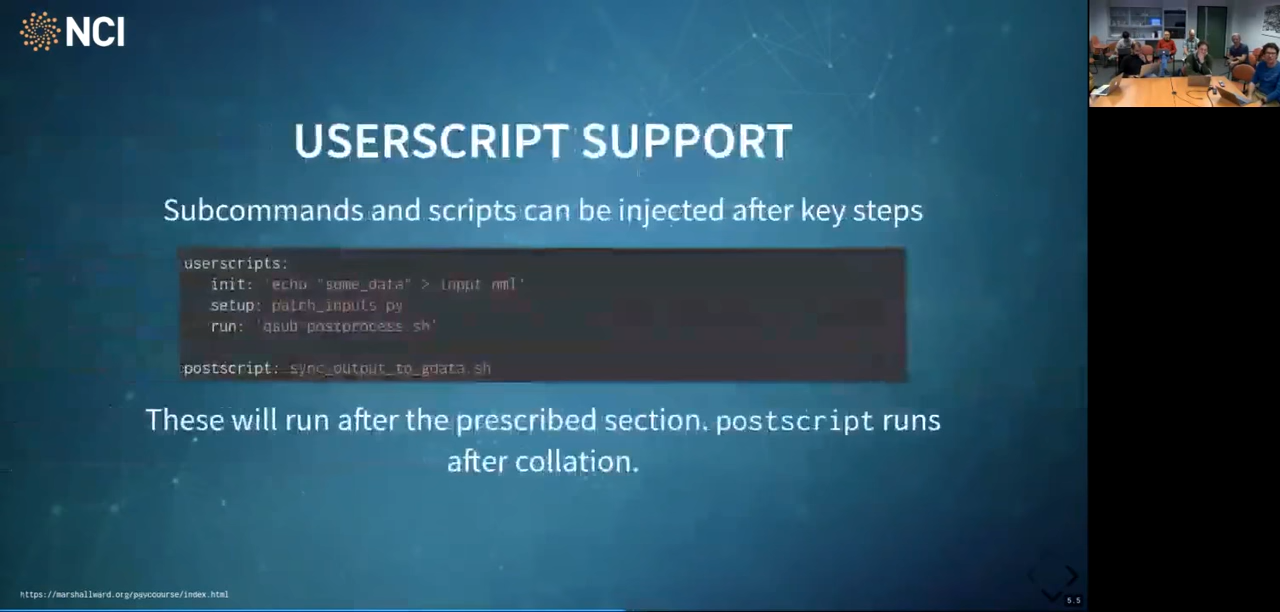 NCI
USERSCRIPT SUPPORT
Subcommands and scripts can be injected after key steps
userscripts:
init: 'echo "some_data" > input nml'
setup: patch_inputs py
run: 'qsub postprocess sh'
postscript: sync_output_to_gdata.sh
These will run after the prescribed section. postscript runs
after collation.
https://marshallward.org/payucourse/index.html
5.5